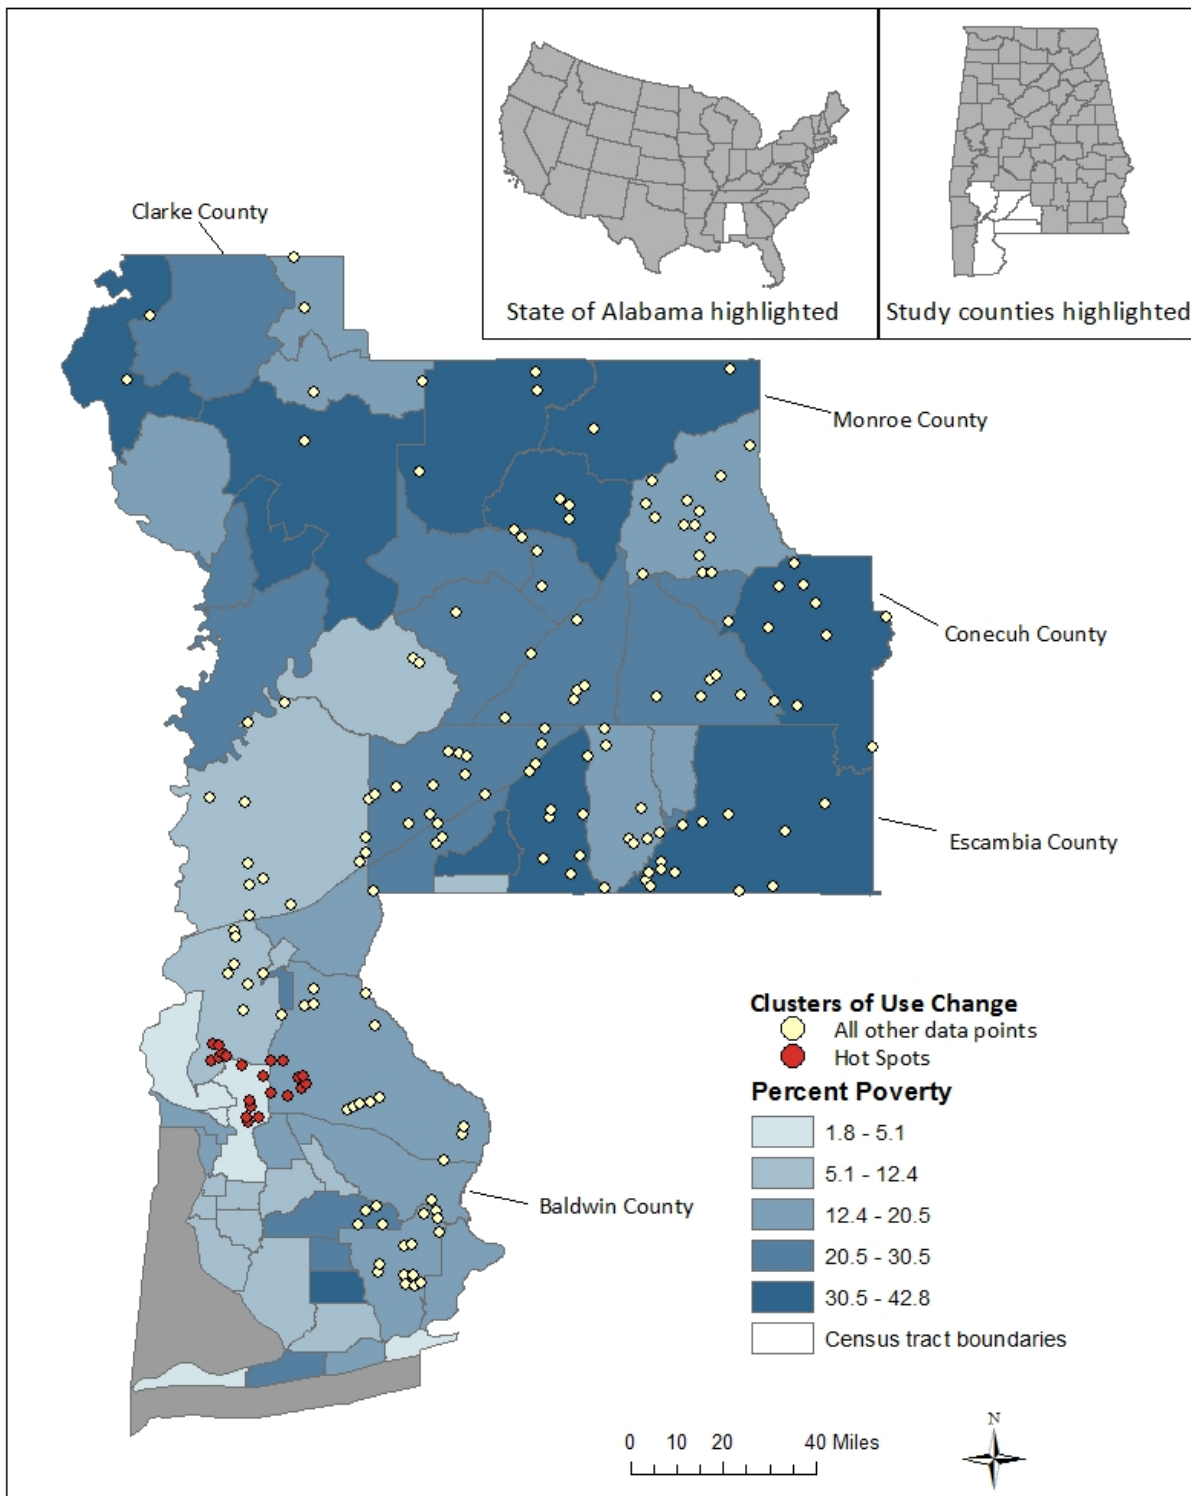 State of Alabama highlighted
Study counties highlighted
Clarke County
Monroe County
Conecuh County
Escambia County
Baldwin County
Clusters of Use Change
All other data points
Hot Spots
Percent Poverty
1.8 - 5.1
5.1 - 12.4
12.4 - 20.5
20.5 - 30.5
30.5 - 42.8
Census tract boundaries
N
0 10 20 40 Miles